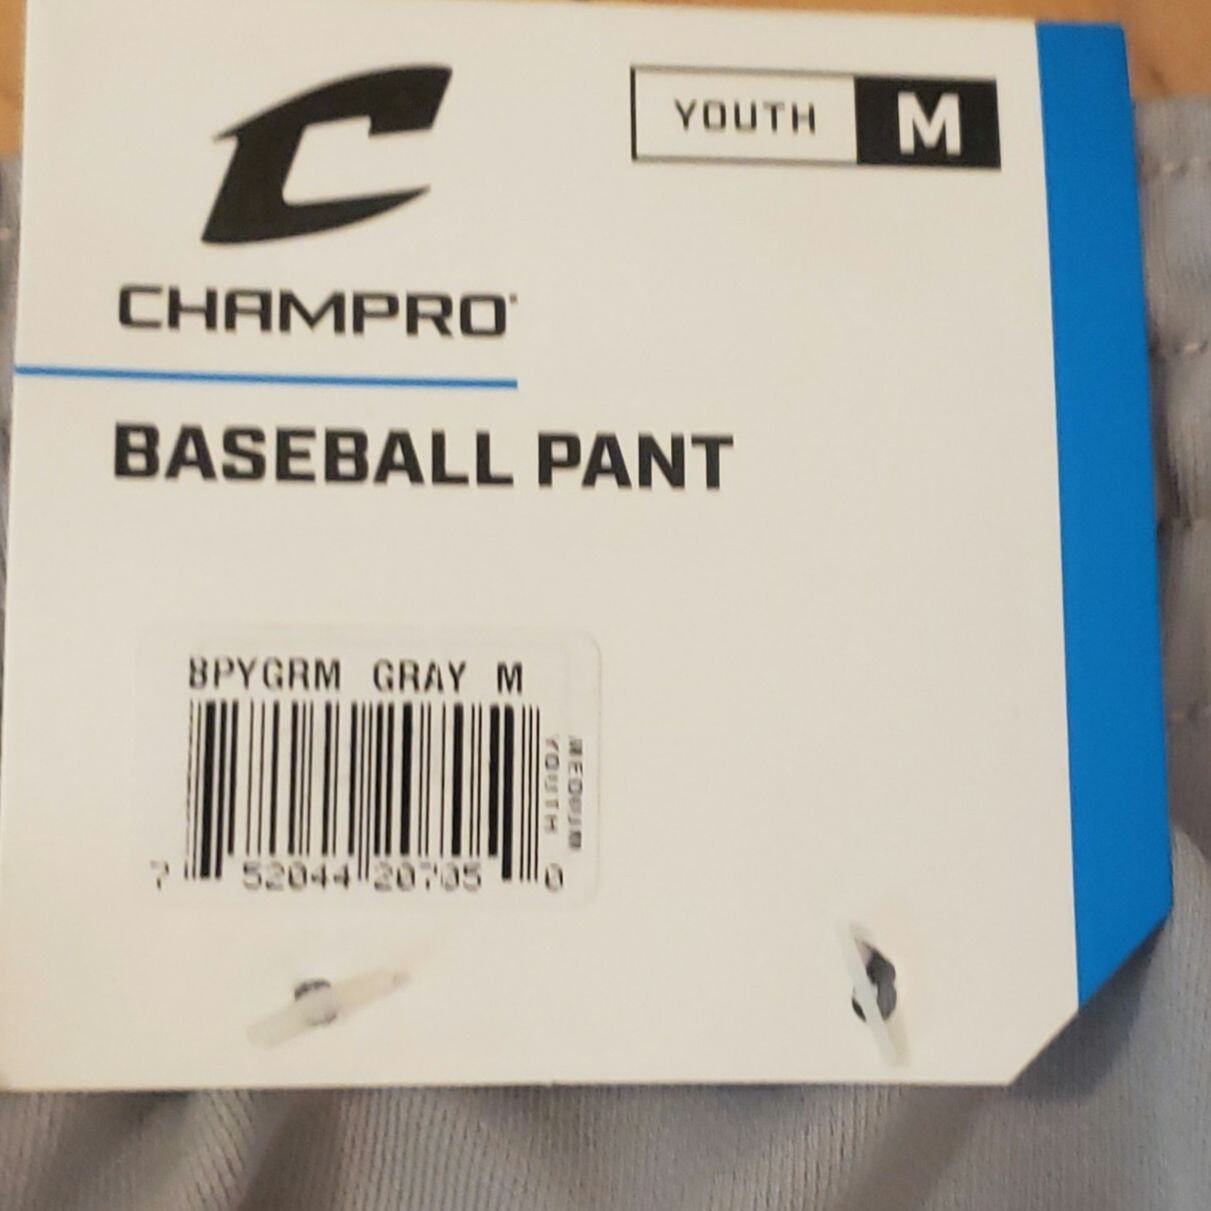 YOUTH M
CHAMPRO
BASEBALL PANT
BPYGRM GRAY M
MEDIUM
YOUTH
7 52044 20705 0